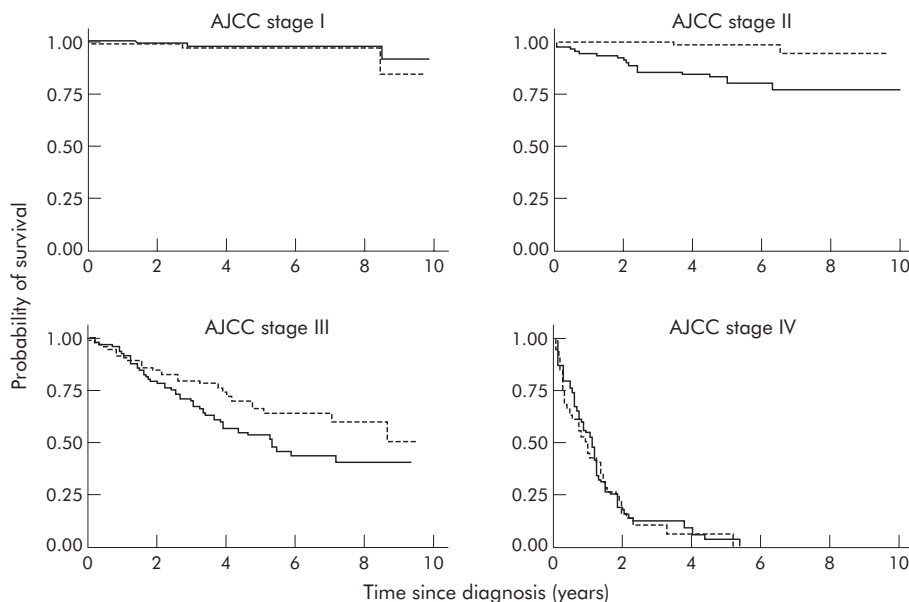 AJCC stage I
1.00
0.75
0.50
0.25
0.00
0 2 4 6 8 10
AJCC stage II
1.00
0.75
0.50
0.25
0.00
0 2 4 6 8 10
Probability of survival
AJCC stage III
1.00
0.75
0.50
0.25
0.00
0 2 4 6 8 10
AJCC stage IV
1.00
0.75
0.50
0.25
0.00
0 2 4 6 8 10
Time since diagnosis (years)